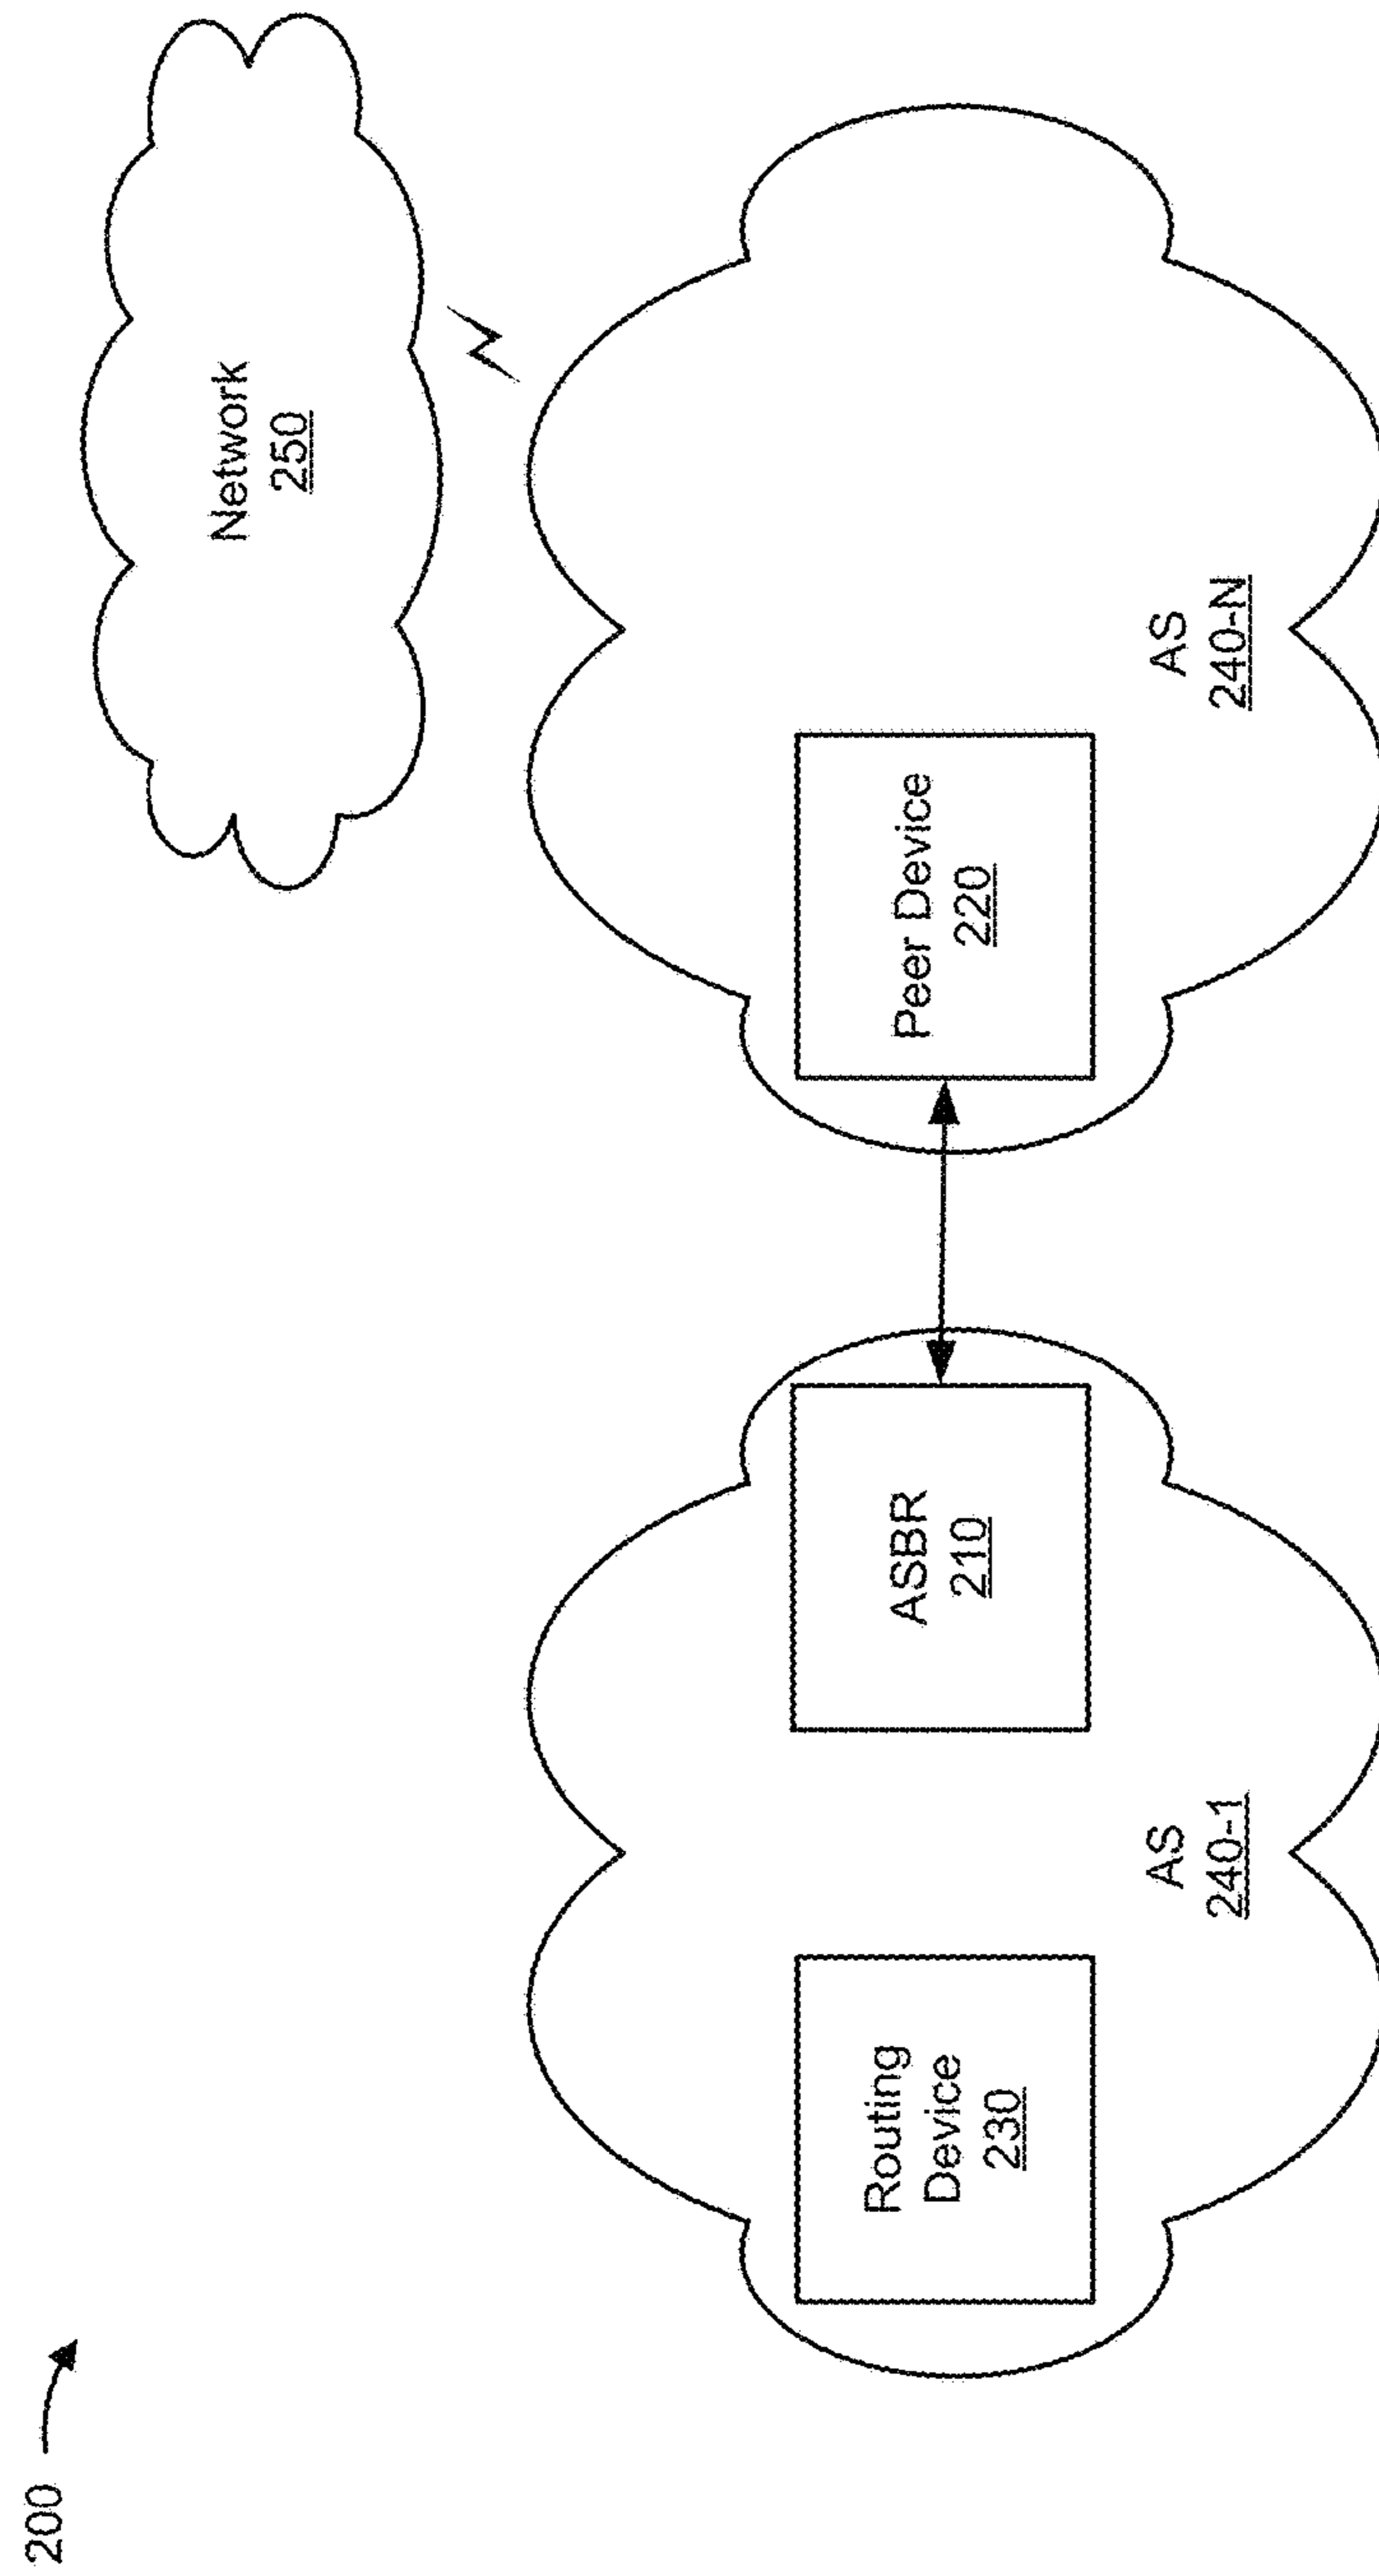 200
Network
250
Routing
Device
230
ASBR
210
Peer Device
220
AS
240-1
AS
240-N